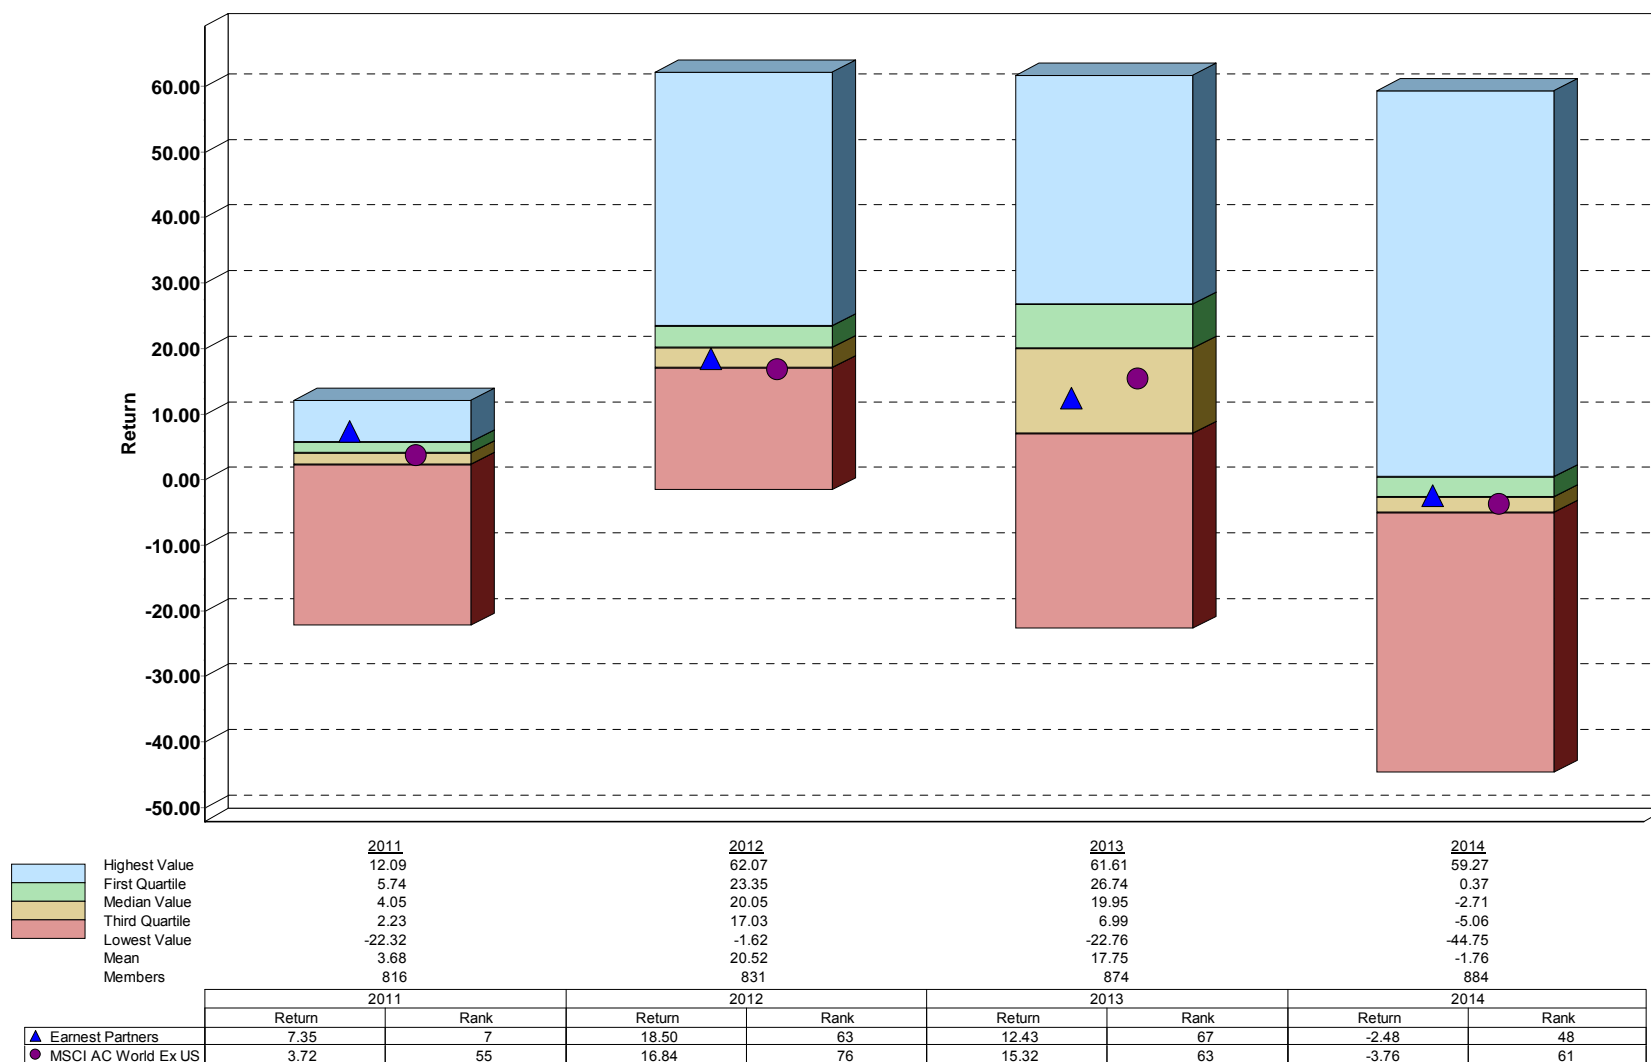 60.00
50.00
40.00
30.00
20.00
10.00
0.00
-10.00
-20.00
-30.00
-40.00
-50.00
Return
2011 2012 2013 2014
Highest Value 12.09 62.07 61.61 59.27
First Quartile 5.74 23.35 26.74 0.37
Median Value 4.05 20.05 19.95 -2.71
Third Quartile 2.23 17.03 6.99 -5.06
Lowest Value -22.32 -1.62 -22.76 -44.75
Mean 3.68 20.52 17.75 -1.76
Members 816 831 874 884
2011 2012 2013 2014
Return Rank Return Rank Return Rank Return Rank
Earnest Partners 7.35 7 18.50 63 12.43 67 -2.48 48
MSCI AC World Ex US 3.72 55 16.84 76 15.32 63 -3.76 61